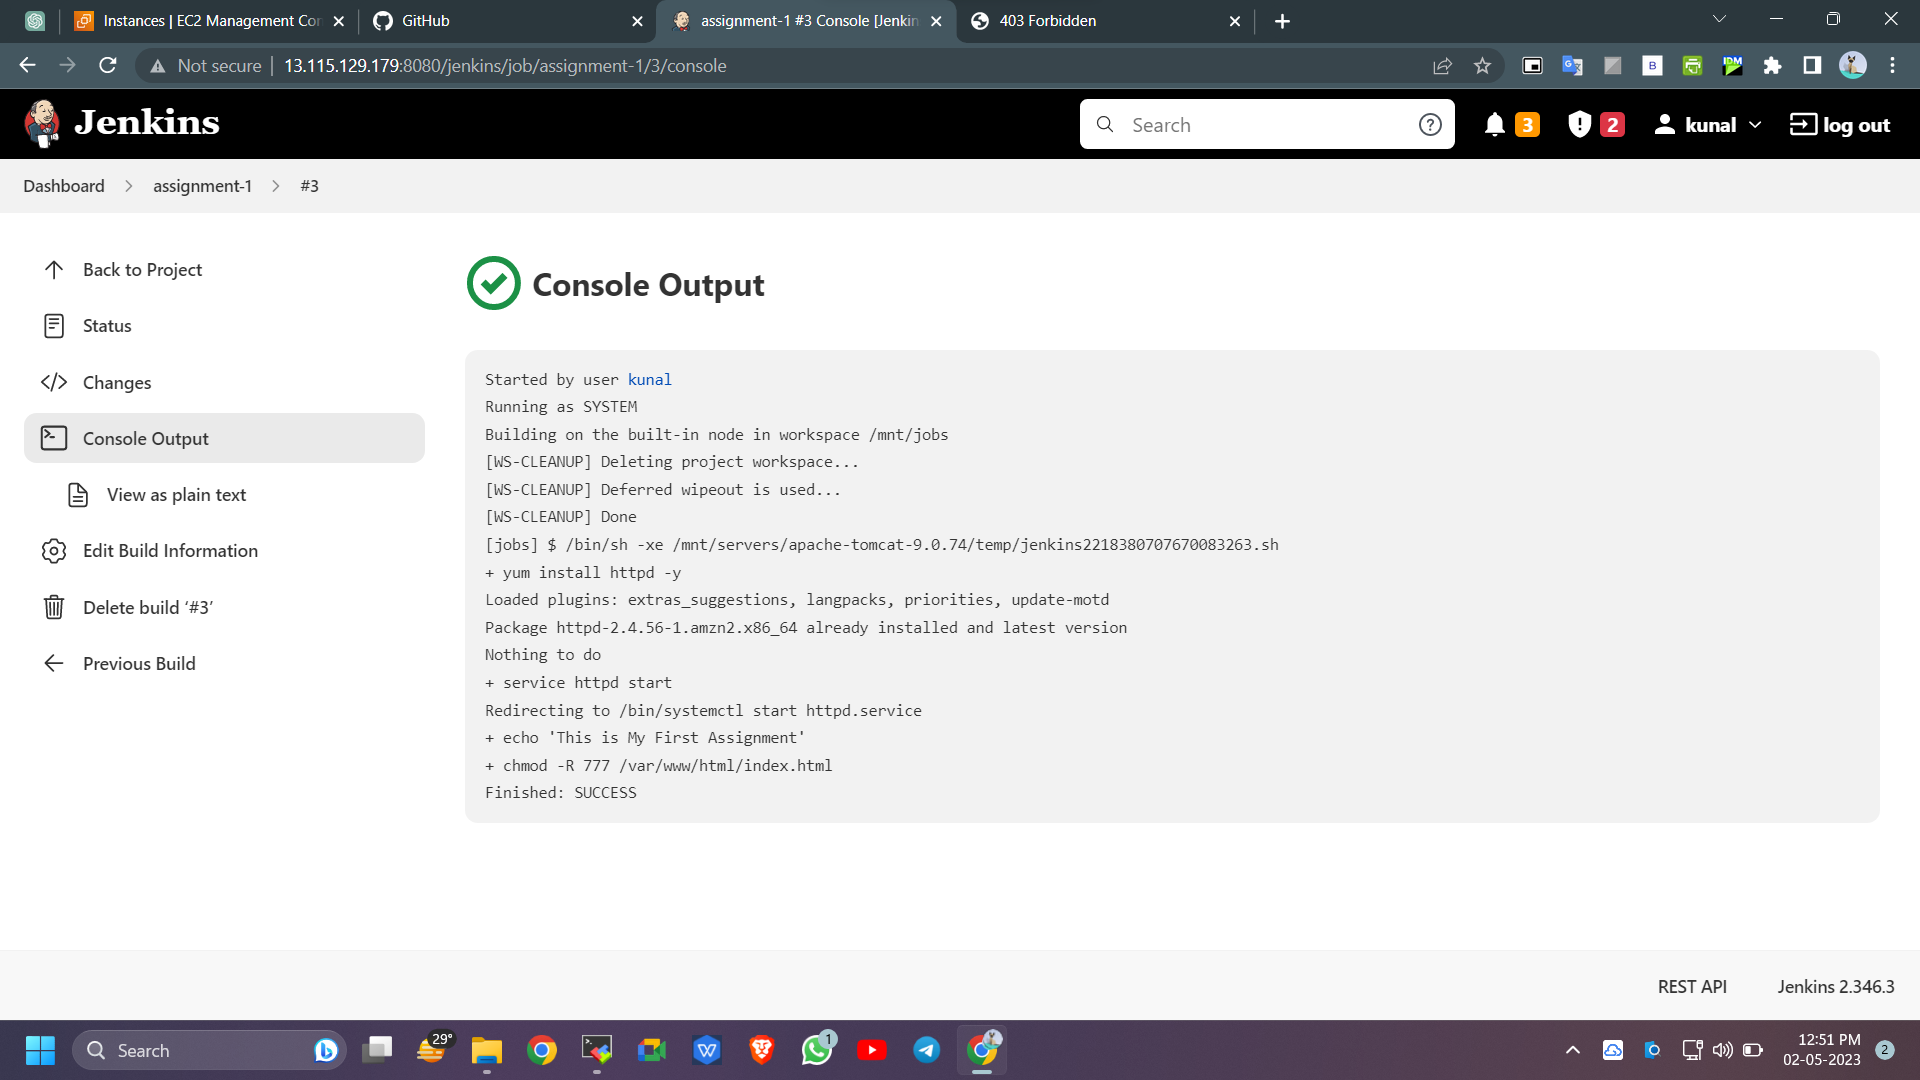 Instances | EC2 Management Con
GitHub
assignment-1 #3 Console [Jenkin
403 Forbidden
Not secure | 13.115.129.179:8080/jenkins/job/assignment-1/3/console
B
IDM
Jenkins
Search
3
2
kunal
log out
Dashboard
assignment-1
#3
Back to Project
Status
Changes
Console Output
View as plain text
Edit Build Information
Delete build ‘#3’
Previous Build
Console Output
Started by user kunal
Running as SYSTEM
Building on the built-in node in workspace /mnt/jobs
[WS-CLEANUP] Deleting project workspace...
[WS-CLEANUP] Deferred wipeout is used...
[WS-CLEANUP] Done
[jobs] $ /bin/sh -xe /mnt/servers/apache-tomcat-9.0.74/temp/jenkins2218380707670083263.sh
+ yum install httpd -y
Loaded plugins: extras_suggestions, langpacks, priorities, update-motd
Package httpd-2.4.56-1.amzn2.x86_64 already installed and latest version
Nothing to do
+ service httpd start
Redirecting to /bin/systemctl start httpd.service
+ echo 'This is My First Assignment'
+ chmod -R 777 /var/www/html/index.html
Finished: SUCCESS
REST API
Jenkins 2.346.3
Search
29°
1
12:51 PM
02-05-2023
2